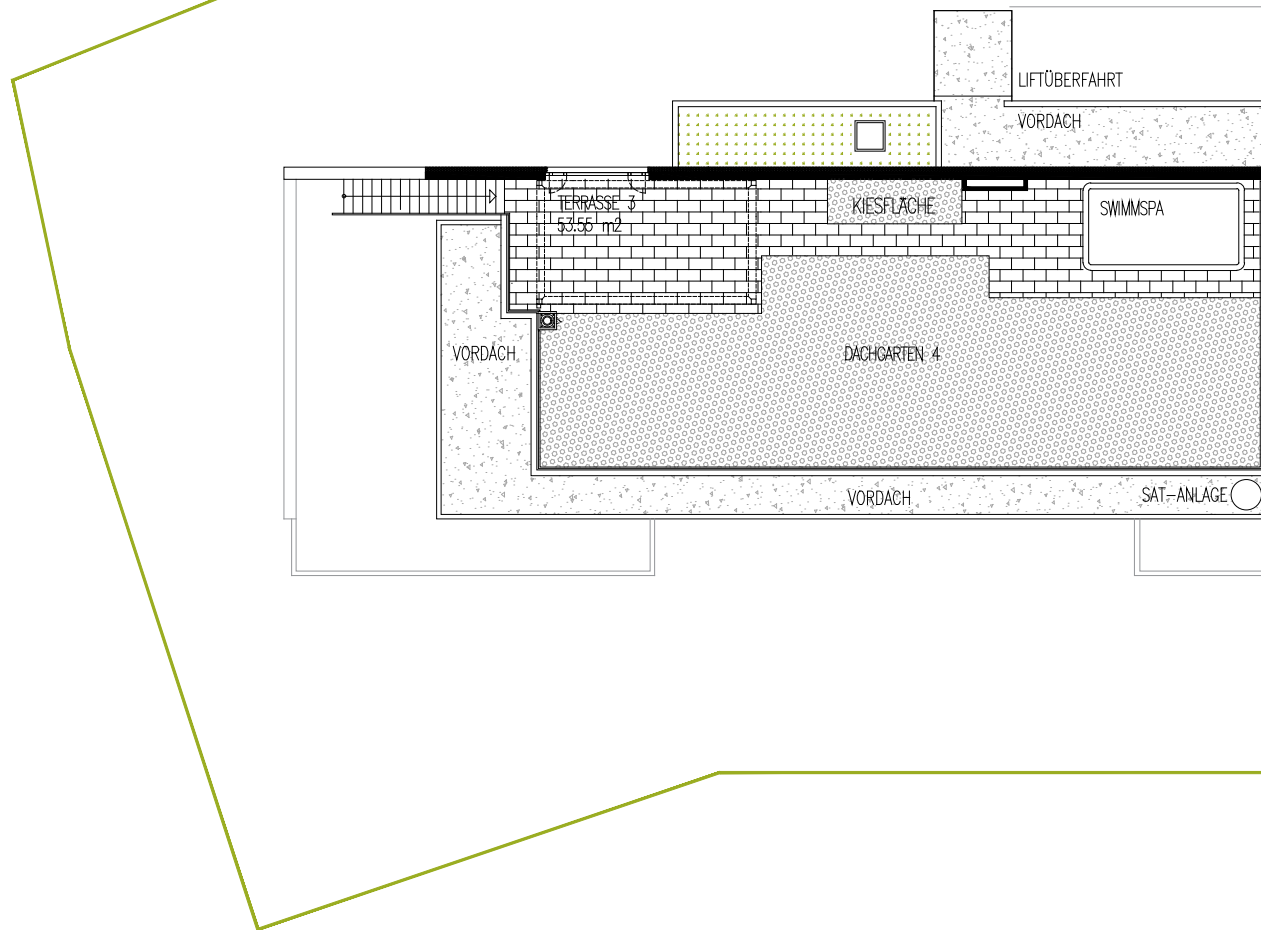 LIFTÜBERFAHRT
VORDACH
TERRASSE 3
53.55 m2
KIESFLÄCHE
SWIMMSPA
VORDACH
DACHGARTEN 4
VORDACH
SAT-ANLAGE